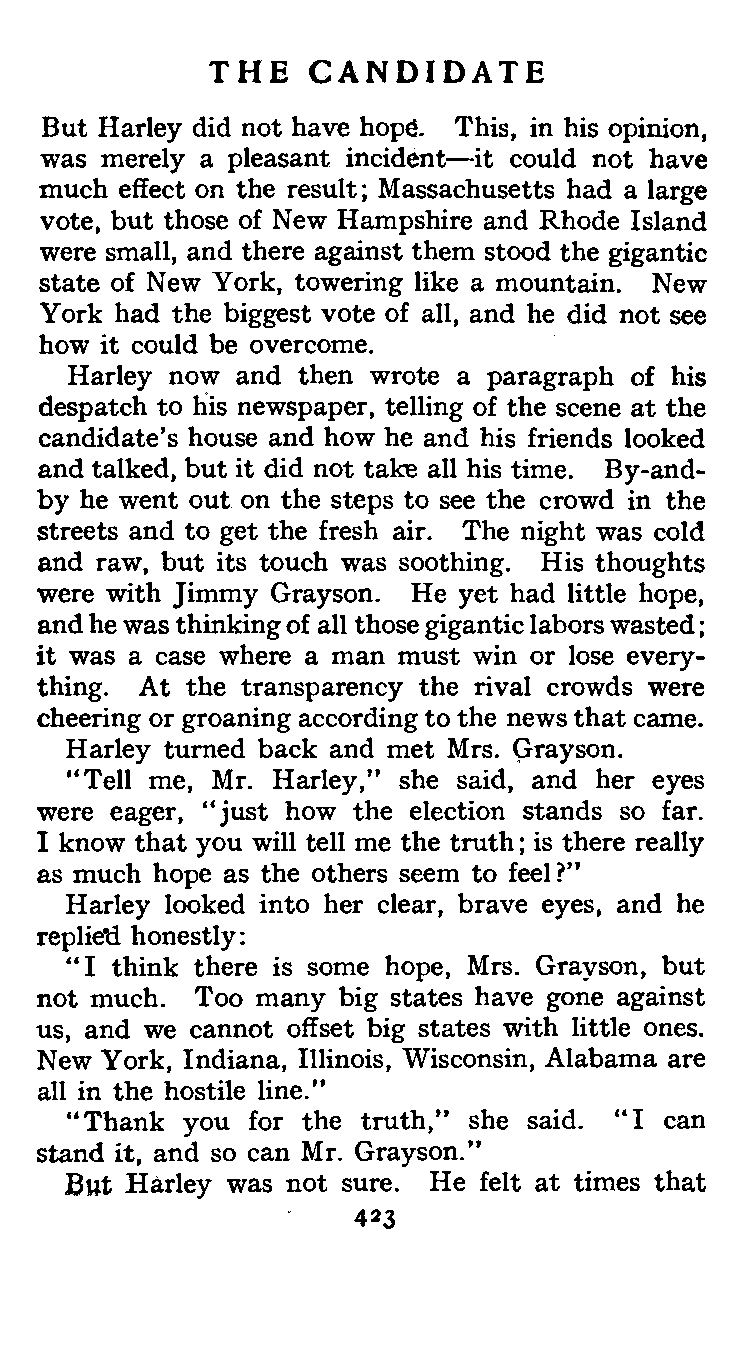 THE CANDIDATE
But Harley did not have hope. This, in his opinion,
was merely a pleasant incident—it could not have
much effect on the result; Massachusetts had a large
vote, but those of New Hampshire and Rhode Island
were small, and there against them stood the gigantic
state of New York, towering like a mountain. New
York had the biggest vote of all, and he did not see
how it could be overcome.
Harley now and then wrote a paragraph of his
despatch to his newspaper, telling of the scene at the
candidate's house and how he and his friends looked
and talked, but it did not take all his time. By-and-
by he went out on the steps to see the crowd in the
streets and to get the fresh air. The night was cold
and raw, but its touch was soothing. His thoughts
were with Jimmy Grayson. He yet had little hope,
and he was thinking of all those gigantic labors wasted;
it was a case where a man must win or lose every-
thing. At the transparency the rival crowds were
cheering or groaning according to the news that came.
Harley turned back and met Mrs. Grayson.
"Tell me, Mr. Harley," she said, and her eyes
were eager, "just how the election stands so far.
I know that you will tell me the truth; is there really
as much hope as the others seem to feel?"
Harley looked into her clear, brave eyes, and he
replied honestly:
"I think there is some hope, Mrs. Grayson, but
not much. Too many big states have gone against
us, and we cannot offset big states with little ones.
New York, Indiana, Illinois, Wisconsin, Alabama are
all in the hostile line."
"Thank you for the truth," she said. "I can
stand it, and so can Mr. Grayson."
But Harley was not sure. He felt at times that
423